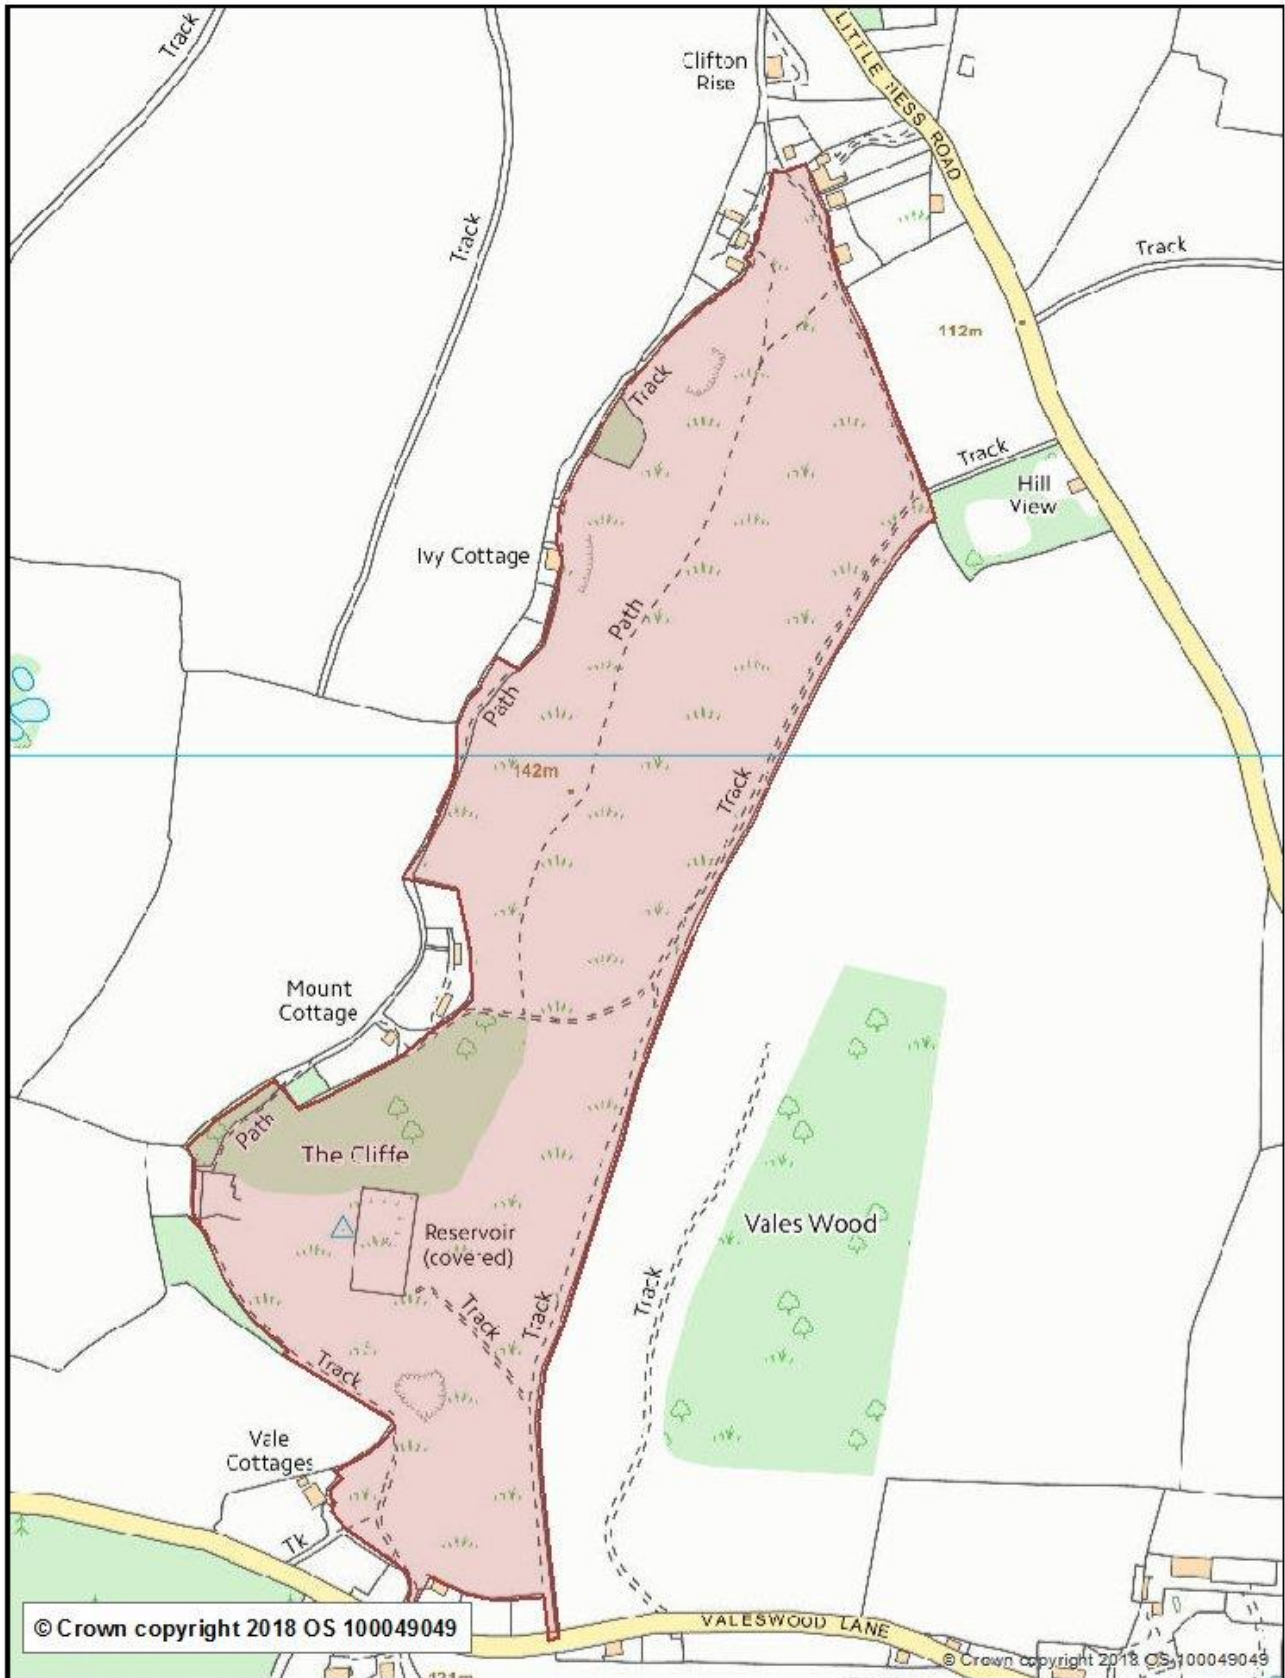 Track
Clifton
Rise
LITTLE NESS ROAD
Track
Track
112m
Track
Track
Hill
View
Ivy Cottage
Path
Path
142m
Track
Mount
Cottage
Path
The Cliffe
Vales Wood
Reservoir
(covered)
Track
Track
Track
Track
Vale
Cottages
Tk
© Crown copyright 2018 OS 100049049
VALESWOOD LANE
© Crown copyright 2018 OS 100049049